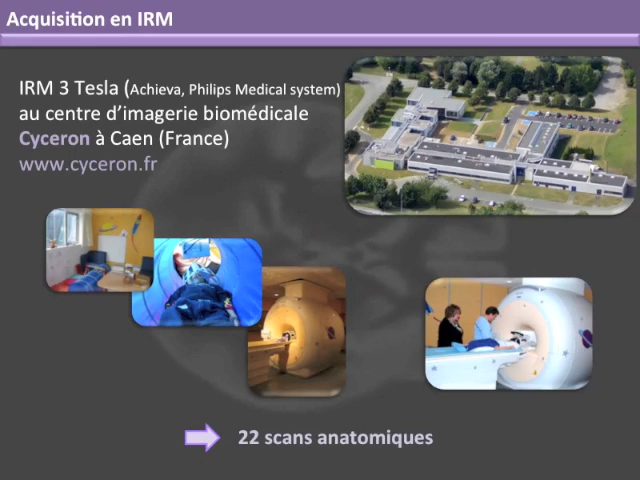 Acquisition en IRM
IRM 3 Tesla (Achieva, Philips Medical system)
au centre d’imagerie biomédicale
Cyceron à Caen (France)
www.cyceron.fr
22 scans anatomiques